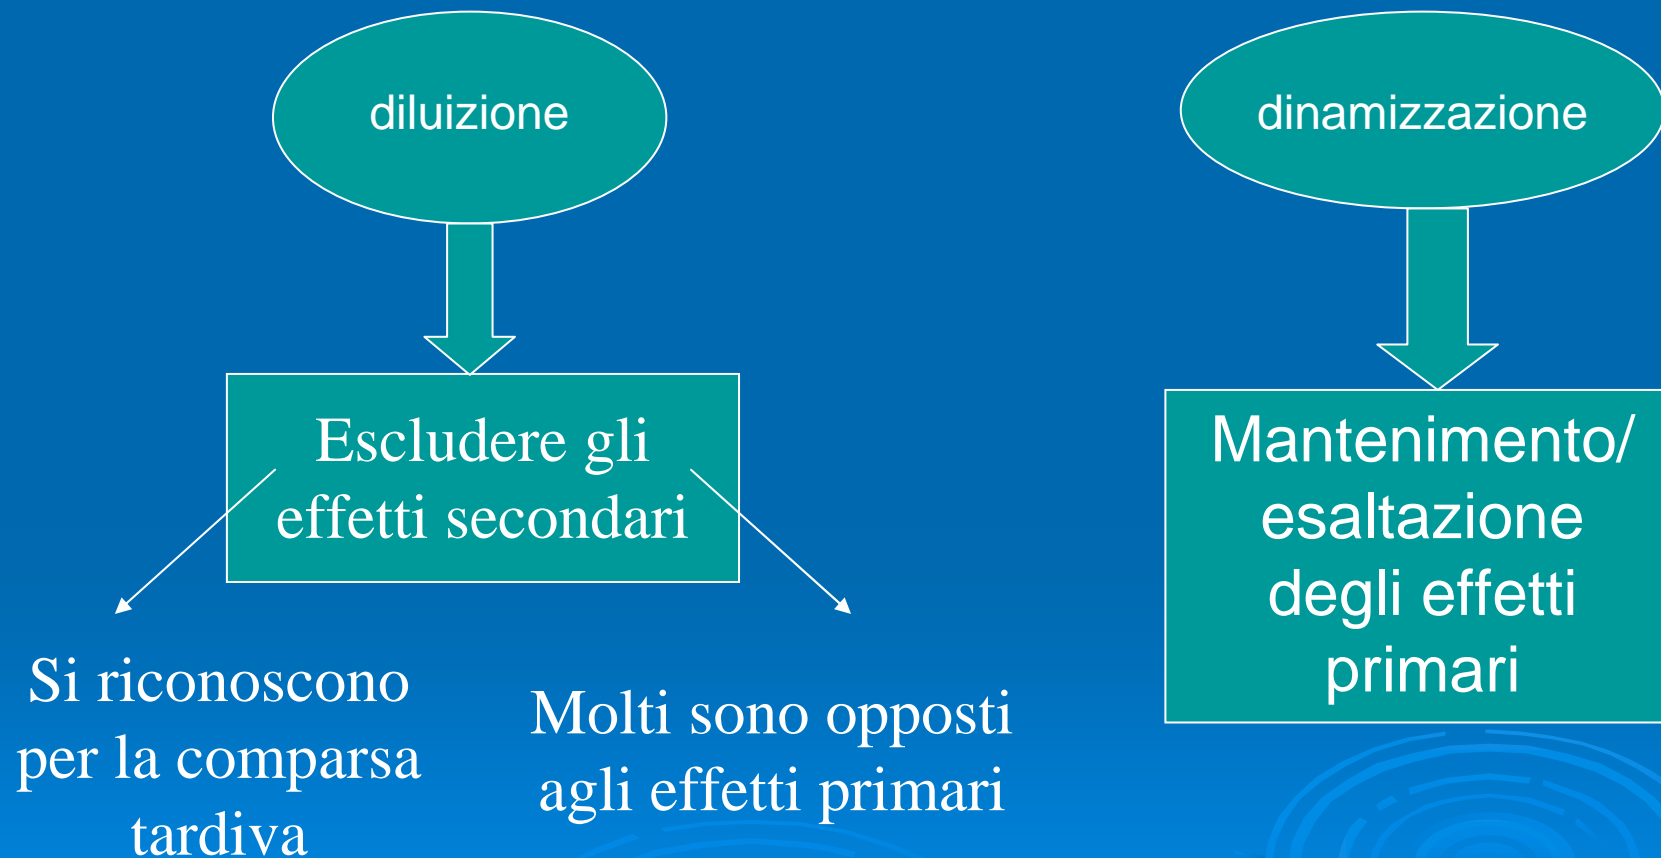 diluizione
dinamizzazione
Escludere gli
effetti secondari
Mantenimento/
esaltazione
degli effetti
primari
Si riconoscono
per la comparsa
tardiva
Molti sono opposti
agli effetti primari